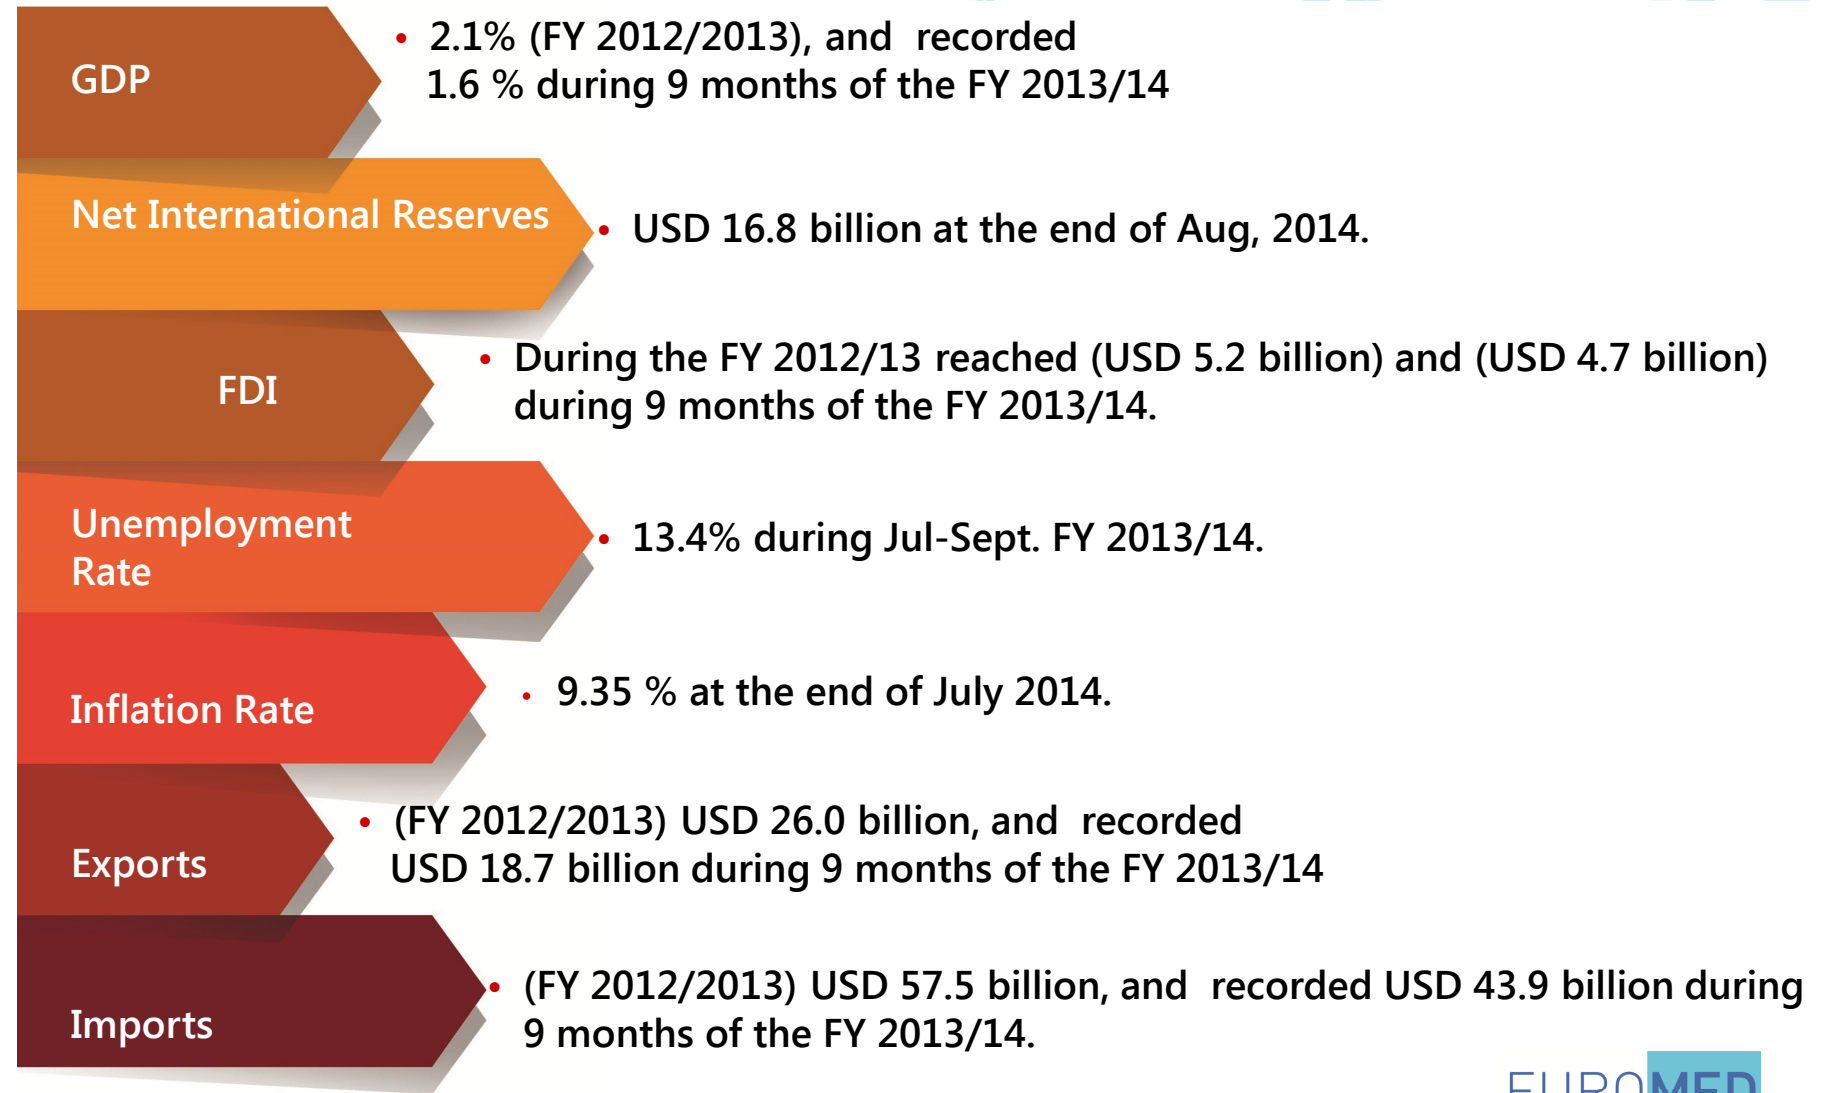 GDP
• 2.1% (FY 2012/2013), and recorded
1.6 % during 9 months of the FY 2013/14
Net International Reserves
• USD 16.8 billion at the end of Aug, 2014.
FDI
• During the FY 2012/13 reached (USD 5.2 billion) and (USD 4.7 billion)
during 9 months of the FY 2013/14.
Unemployment
Rate
• 13.4% during Jul-Sept. FY 2013/14.
Inflation Rate
• 9.35 % at the end of July 2014.
Exports
• (FY 2012/2013) USD 26.0 billion, and recorded
USD 18.7 billion during 9 months of the FY 2013/14
Imports
• (FY 2012/2013) USD 57.5 billion, and recorded USD 43.9 billion during
9 months of the FY 2013/14.
EUROMED